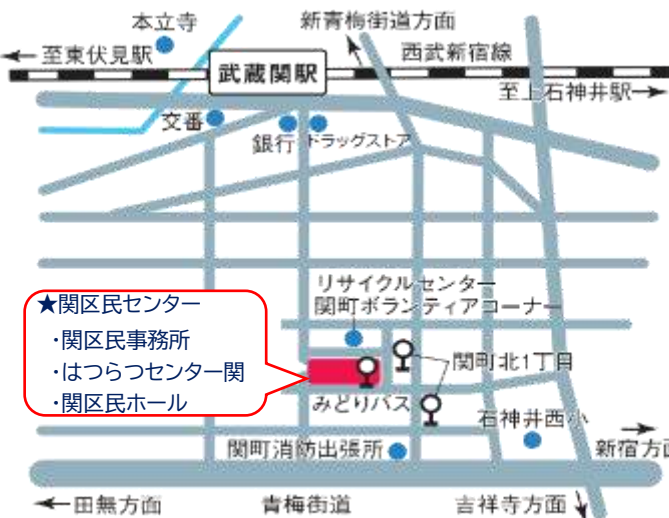 本立寺
新青梅街道方面
←至東伏見駅
西武新宿線
武蔵関駅
至上石神井駅→
交番
銀行
ドラッグストア
リサイクルセンター
関町ボランティアコーナー
★関区民センター
・関区民事務所
・はつらつセンター関
・関区民ホール
関町北1丁目
みどりバス
石神井西小
関町消防出張所
新宿方面
←田無方面
青梅街道
吉祥寺方面